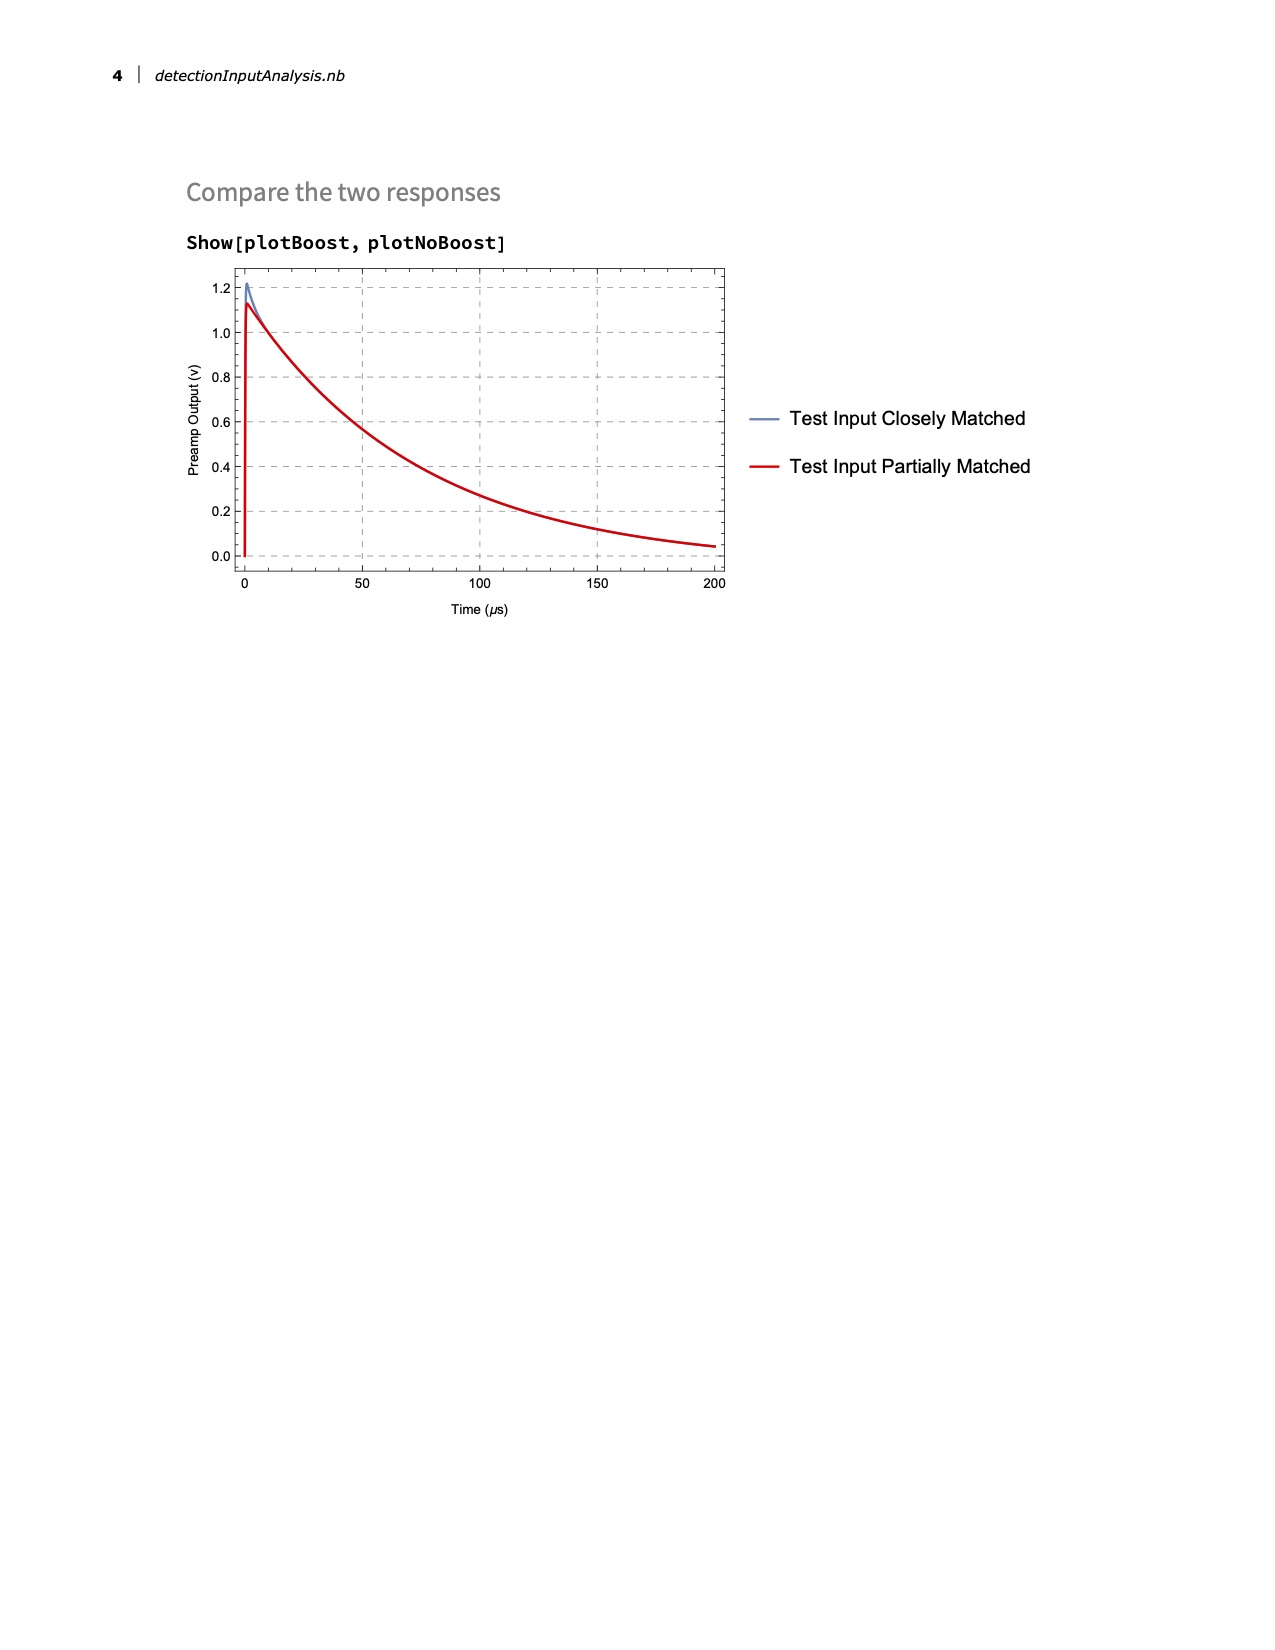 4 | detectionInputAnalysis.nb
Compare the two responses
Show[plotBoost, plotNoBoost]
1.2
1.0
0.8
0.6
0.4
0.2
0.0
Preamp Output (v)
0 50 100 150 200
Time (μs)
Test Input Closely Matched
Test Input Partially Matched